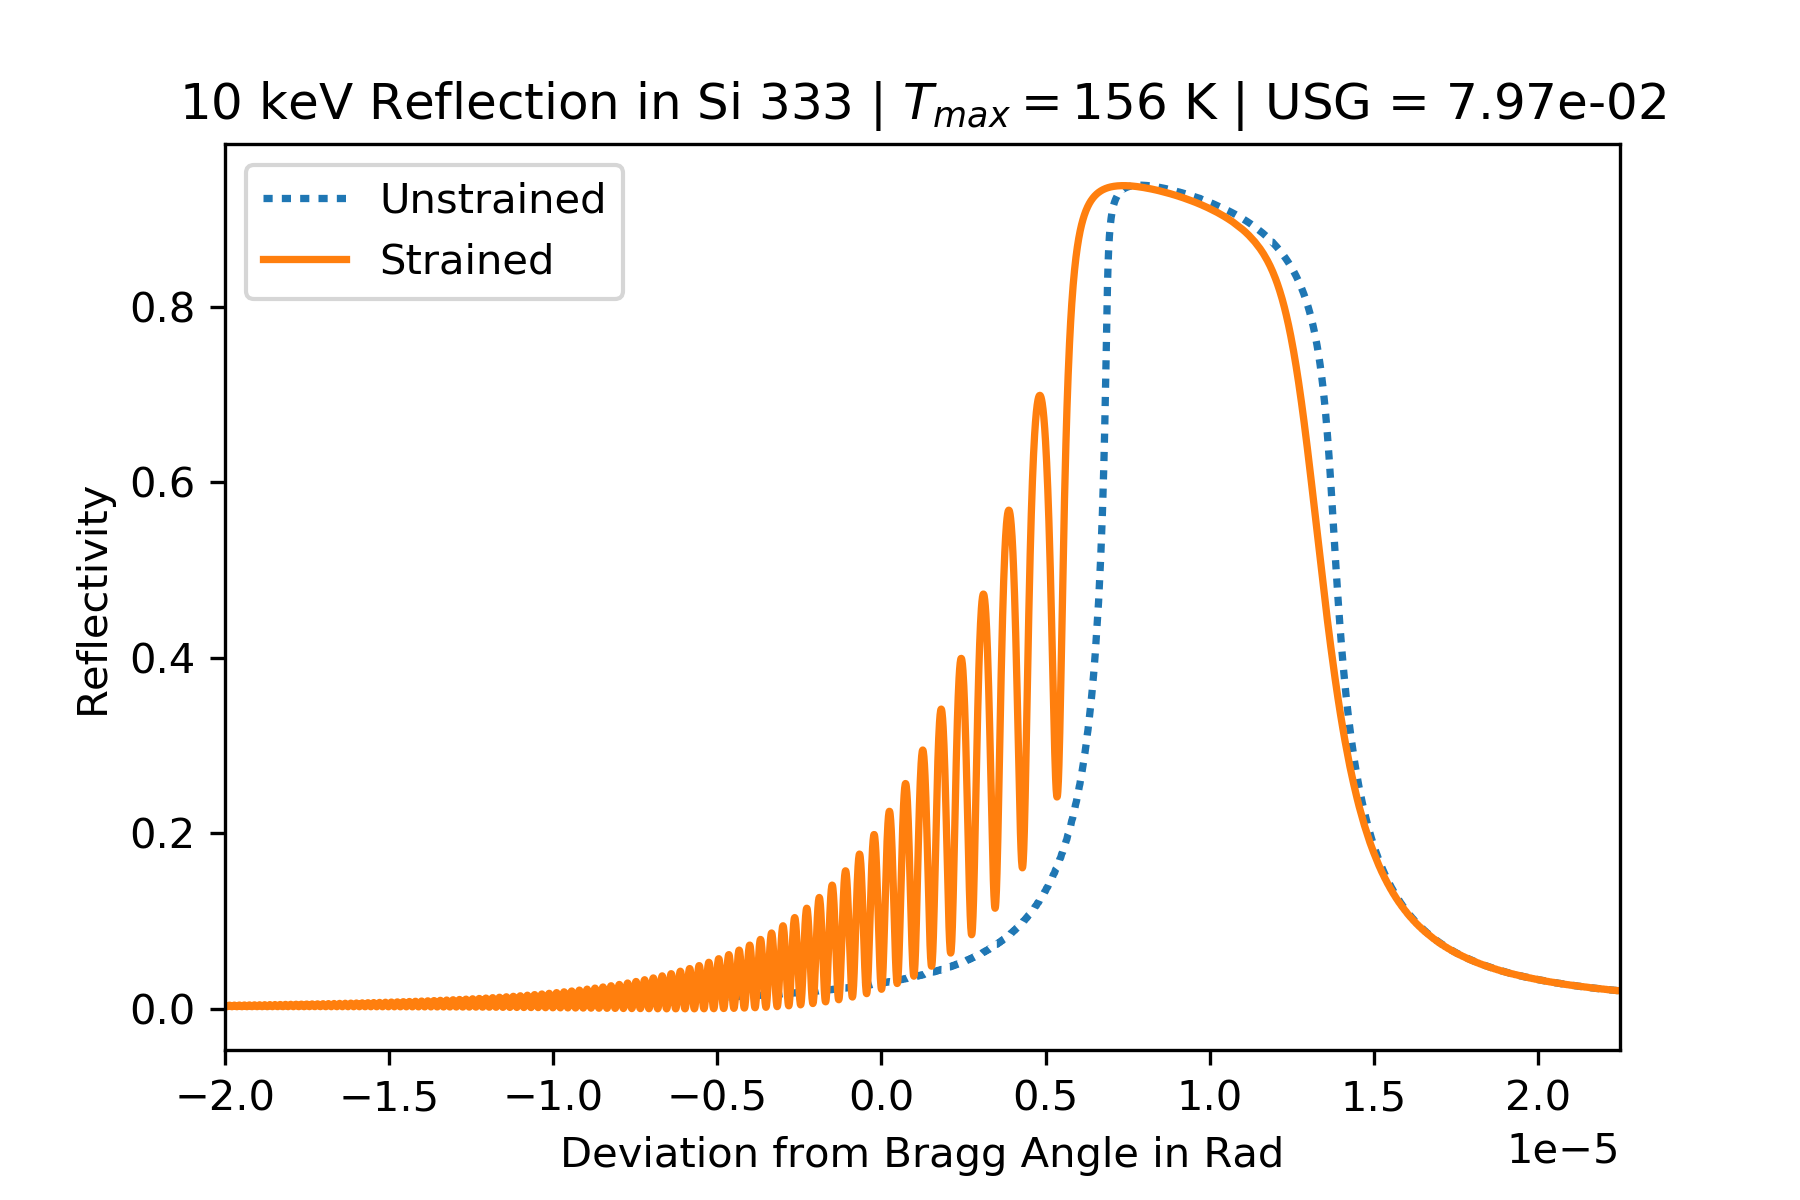 10 keV Reflection in Si 333 | T_max = 156 K | USG = 7.97e-02
Unstrained
Strained
Reflectivity
0.8
0.6
0.4
0.2
0.0
−2.0 −1.5 −1.0 −0.5 0.0 0.5 1.0 1.5 2.0
Deviation from Bragg Angle in Rad
1e−5